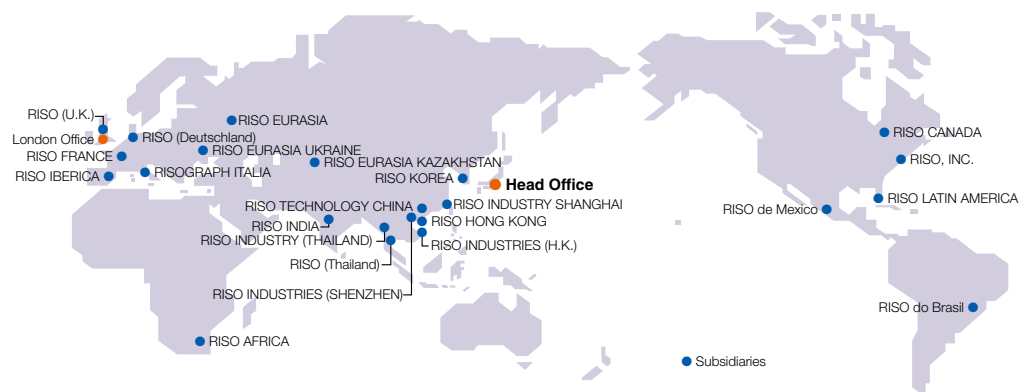 RISO (U.K.)
London Office
RISO (Deutschland)
RISO FRANCE
RISO IBERICA
RISOGRAPH ITALIA
RISO EURASIA
RISO EURASIA UKRAINE
RISO EURASIA KAZAKHSTAN
RISO KOREA
Head Office
RISO TECHNOLOGY CHINA
RISO INDUSTRY SHANGHAI
RISO INDIA
RISO HONG KONG
RISO INDUSTRY (THAILAND)
RISO INDUSTRIES (H.K.)
RISO (Thailand)
RISO INDUSTRIES (SHENZHEN)
RISO AFRICA
RISO CANADA
RISO, INC.
RISO LATIN AMERICA
RISO de Mexico
RISO do Brasil
Subsidiaries